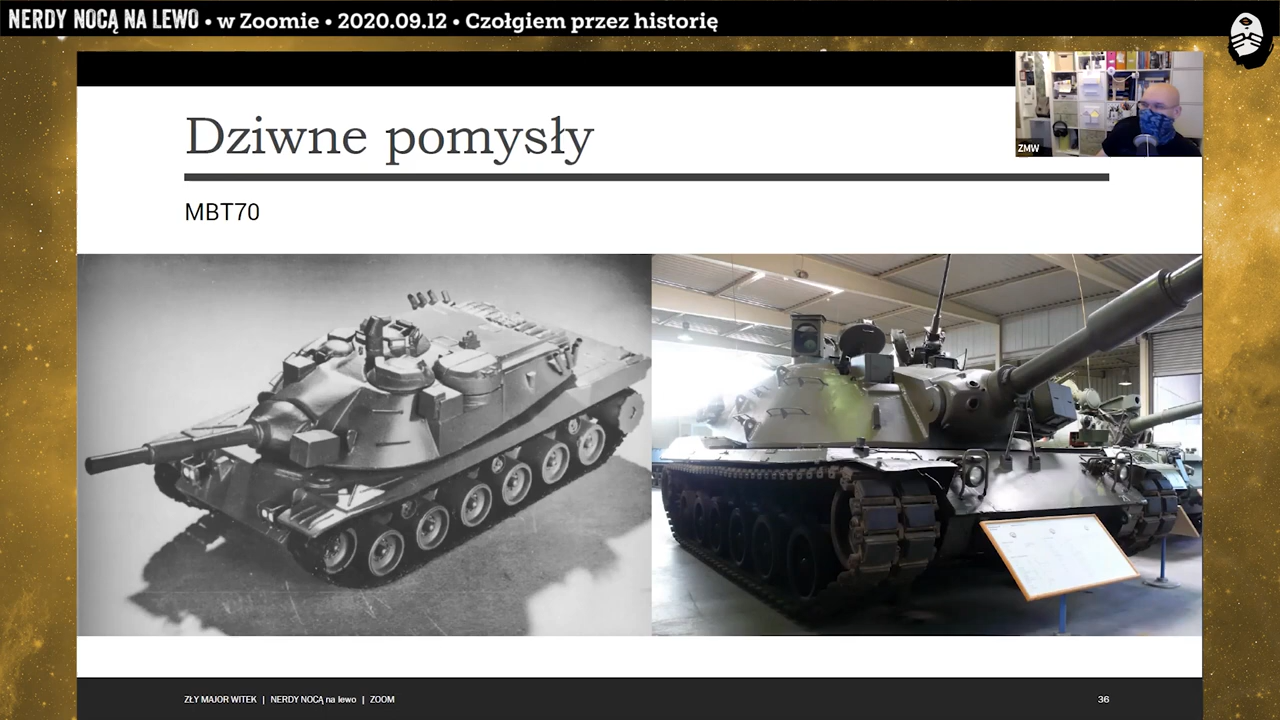 NERDY NOCĄ NA LEWO • w Zoomie • 2020.09.12 • Czołgiem przez historię
ZMW
Dziwne pomysły
MBT70
ZŁY MAJOR WITEK | NERDY NOCĄ na lewo | ZOOM
36